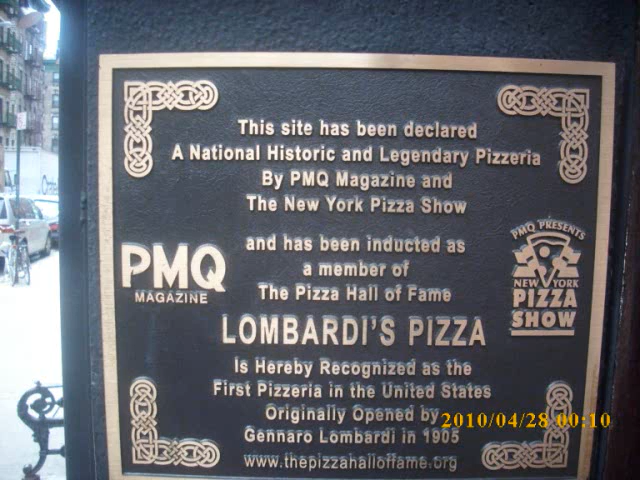 This site has been declared
A National Historic and Legendary Pizzeria
By PMQ Magazine and
The New York Pizza Show
and has been inducted as
a member of
The Pizza Hall of Fame
PMQ
MAGAZINE
PMQ PRESENTS
NEW YORK
PIZZA
SHOW
LOMBARDI'S PIZZA
Is Hereby Recognized as the
First Pizzeria in the United States
Originally Opened by
Gennaro Lombardi in 1905
www.thepizzahalloffame.org
2010/04/28 00:10